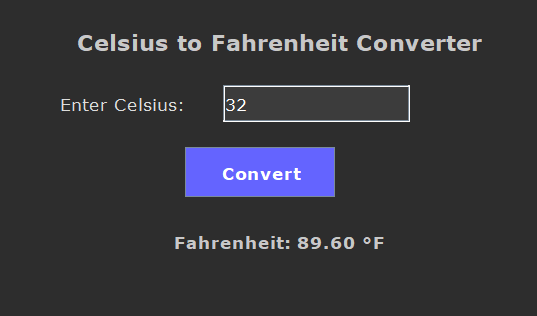 Celsius to Fahrenheit Converter
Enter Celsius: 32
Convert
Fahrenheit: 89.60 °F